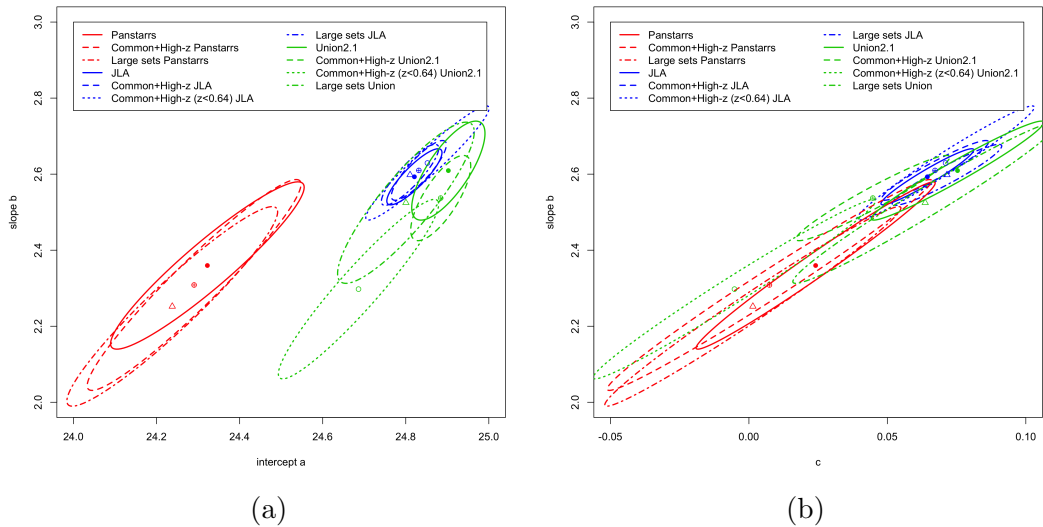 3.0
2.8
2.6
2.4
2.2
2.0
slope b
Panstarrs
Common+High-z Panstarrs
Large sets Panstarrs
JLA
Common+High-z JLA
Common+High-z (z<0.64) JLA
Large sets JLA
Union2.1
Common+High-z Union2.1
Common+High-z (z<0.64) Union2.1
Large sets Union
24.0 24.2 24.4 24.6 24.8 25.0
intercept a
(a)
3.0
2.8
2.6
2.4
2.2
2.0
slope b
Panstarrs
Common+High-z Panstarrs
Large sets Panstarrs
JLA
Common+High-z JLA
Common+High-z (z<0.64) JLA
Large sets JLA
Union2.1
Common+High-z Union2.1
Common+High-z (z<0.64) Union2.1
Large sets Union
-0.05 0.00 0.05 0.10
c
(b)